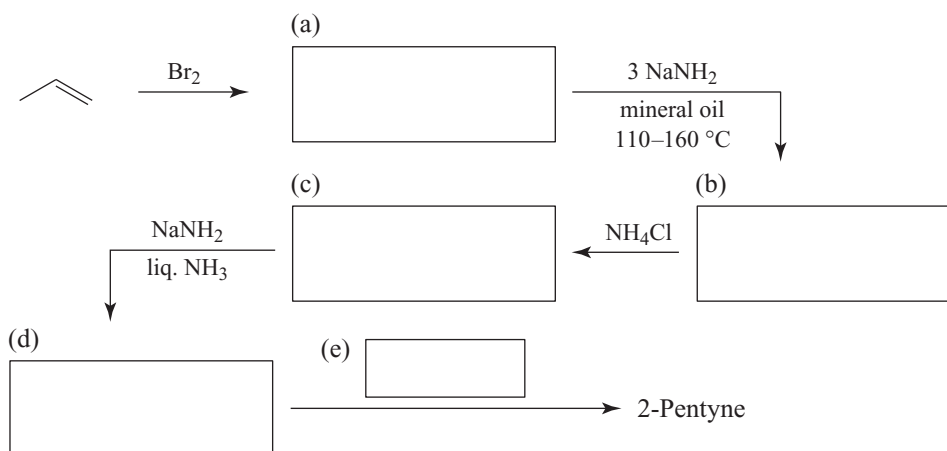 (a)
Br₂
3 NaNH₂
mineral oil
110–160 °C
(c)
(b)
NaNH₂
liq. NH₃
NH₄Cl
(d)
(e)
2-Pentyne